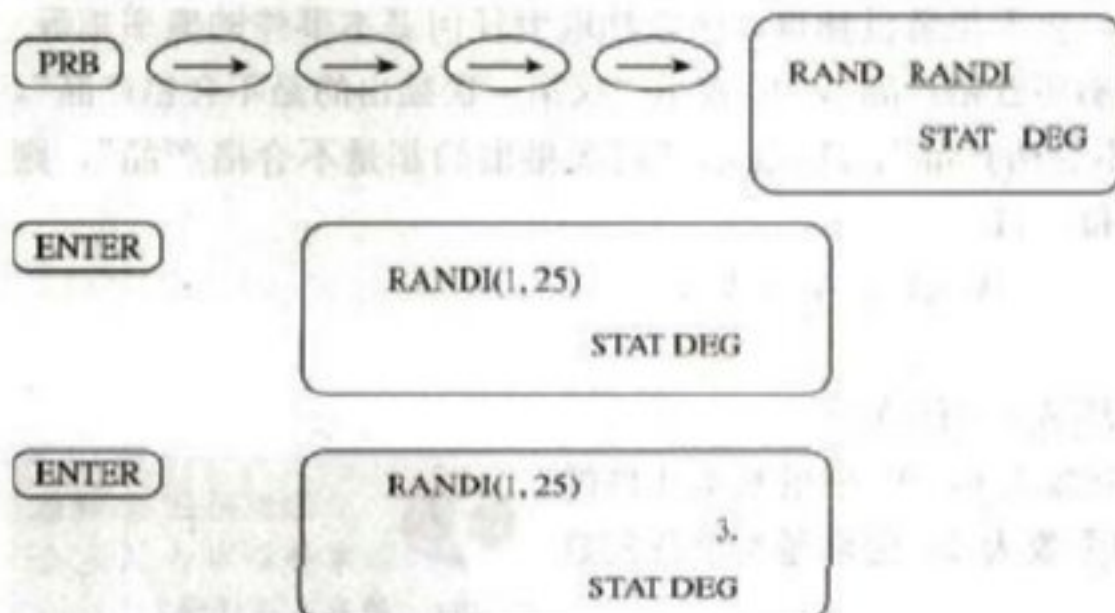 PRB → → → → RAND RANDI
STAT DEG
ENTER
RANDI(1, 25)
STAT DEG
ENTER
RANDI(1, 25)
3.
STAT DEG